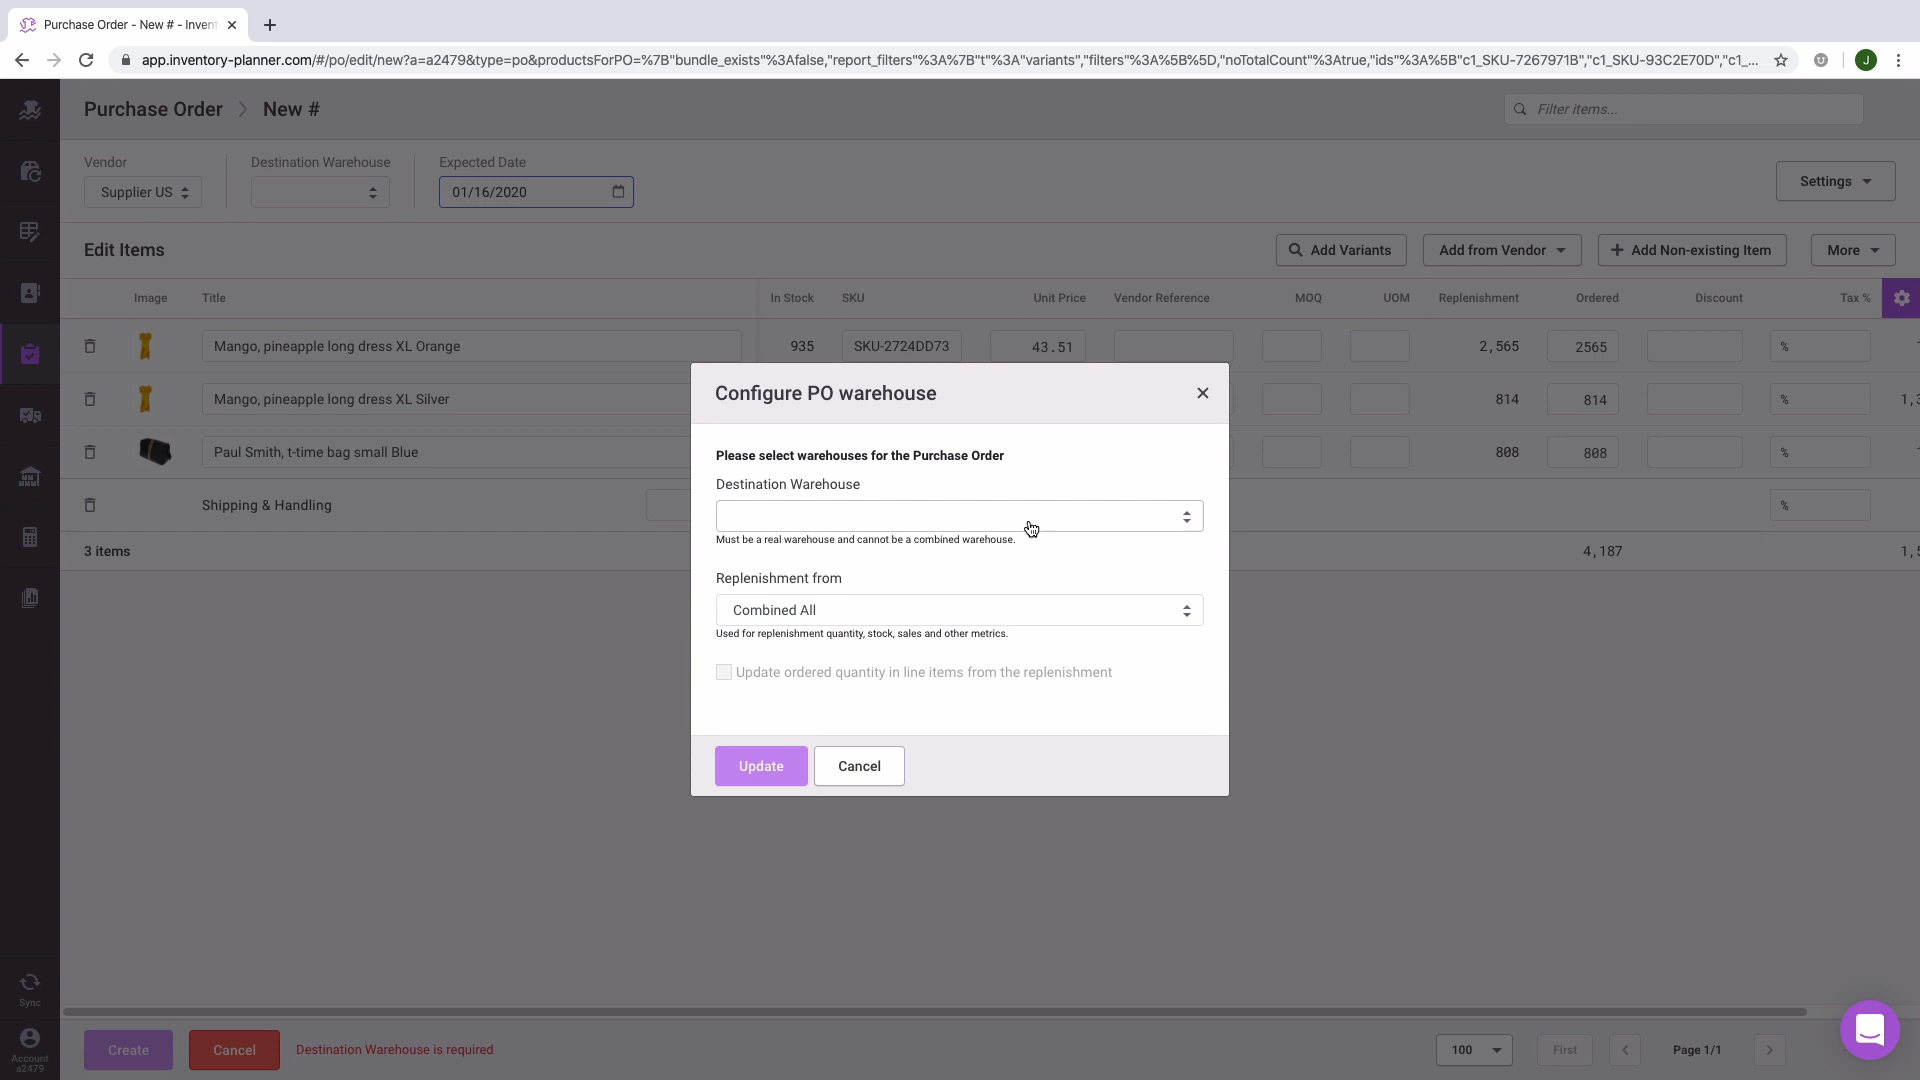 Purchase Order - New # - Invent
app.inventory-planner.com/#/po/edit/new?a=a2479&type=po&productsForPO=%7B"bundle_exists"%3Afalse,"report_filters"%3A%7B"t"%3A"variants","filters"%3A%5B%5D,"noTotalCount"%3Atrue,"ids"%3A%5B"c1_SKU-7267971B","c1_SKU-93C2E70D","c1_...
J
Purchase Order > New #
Filter items...
Vendor Destination Warehouse Expected Date
Supplier US 01/16/2020
Settings
Edit Items
Add Variants Add from Vendor + Add Non-existing Item More
Image Title In Stock SKU Unit Price Vendor Reference MOQ UOM Replenishment Ordered Discount Tax %
Mango, pineapple long dress XL Orange 935 SKU-2724DD73 43.51 2,565 2565 %
Mango, pineapple long dress XL Silver 814 814 %
Paul Smith, t-time bag small Blue 808 808 %
Shipping & Handling %
3 items 4,187
Configure PO warehouse
Please select warehouses for the Purchase Order
Destination Warehouse
Must be a real warehouse and cannot be a combined warehouse.
Replenishment from
Combined All
Used for replenishment quantity, stock, sales and other metrics.
Update ordered quantity in line items from the replenishment
Update Cancel
Sync
Account
a2479
Create Cancel Destination Warehouse is required
100 First Page 1/1